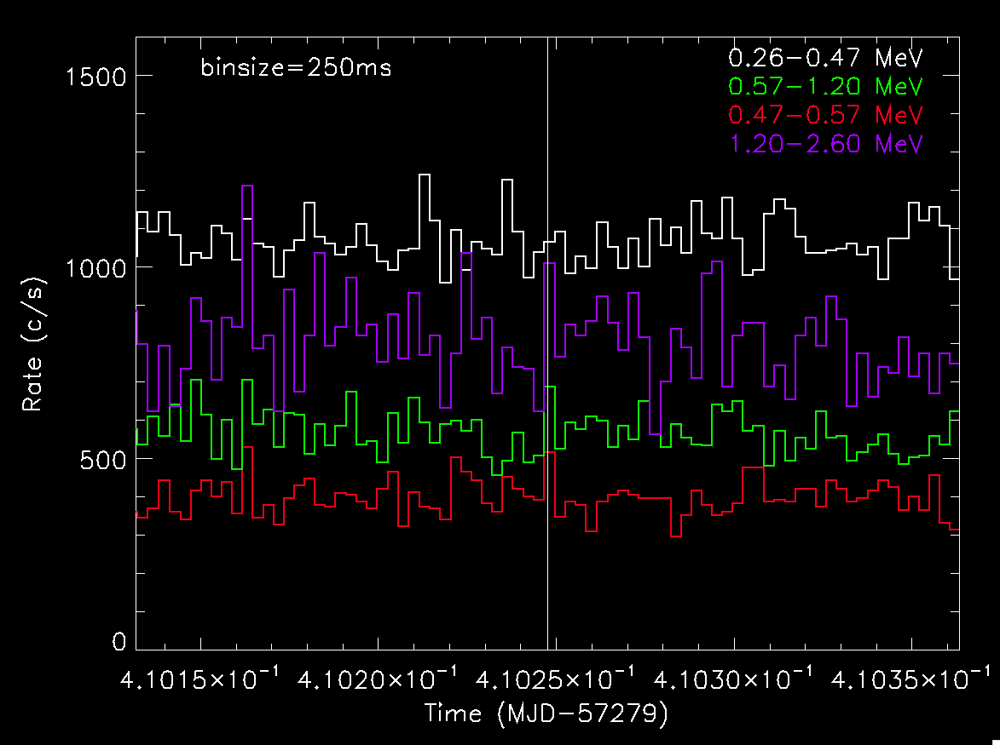 binsize=250ms
0.26−0.47 MeV
0.57−1.20 MeV
0.47−0.57 MeV
1.20−2.60 MeV
1500
1000
500
0
Rate (c/s)
4.1015×10⁻¹ 4.1020×10⁻¹ 4.1025×10⁻¹ 4.1030×10⁻¹ 4.1035×10⁻¹
Time (MJD−57279)